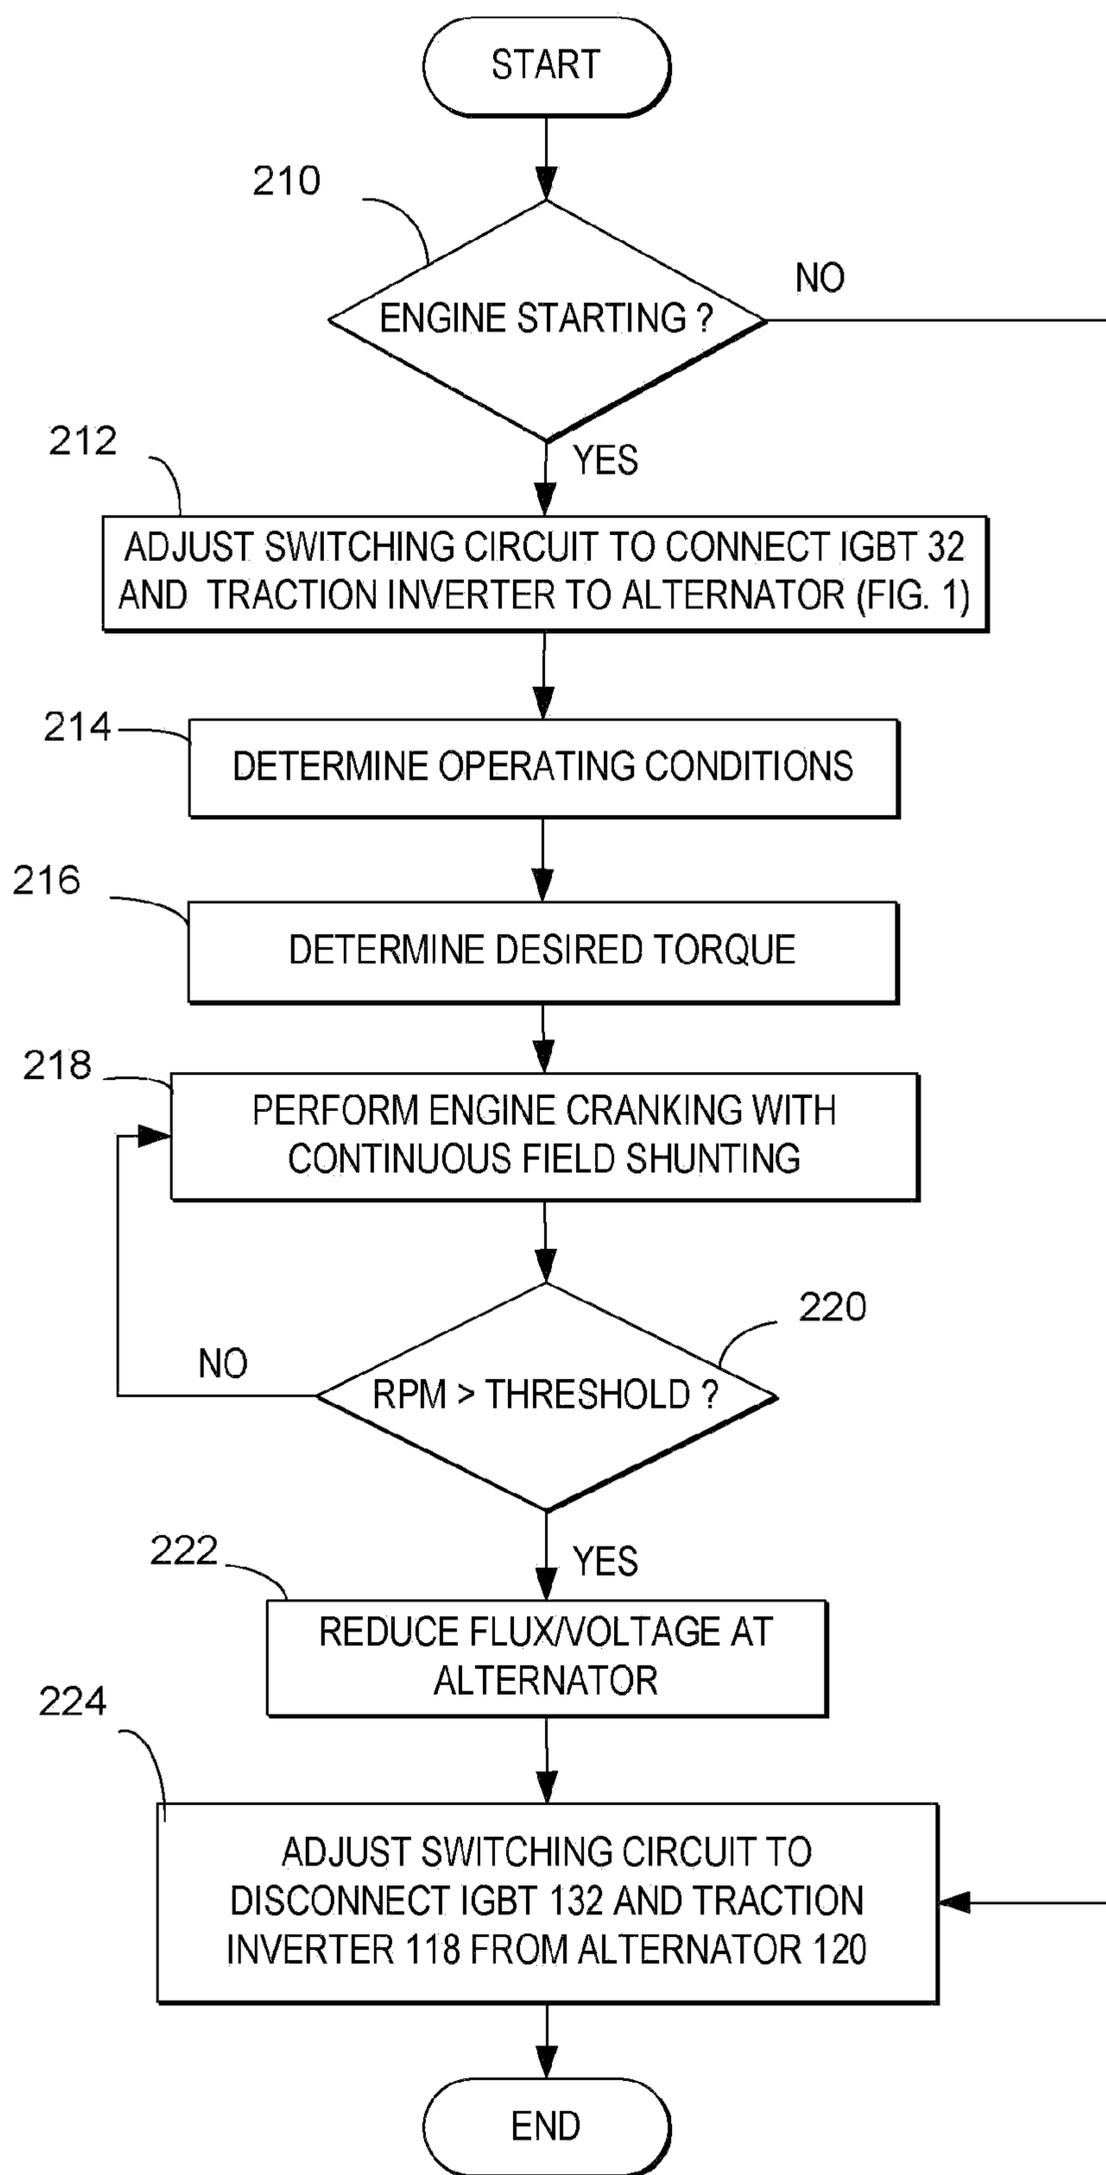 START
210
ENGINE STARTING ?
NO
YES
212
ADJUST SWITCHING CIRCUIT TO CONNECT IGBT 32
AND TRACTION INVERTER TO ALTERNATOR (FIG. 1)
214
DETERMINE OPERATING CONDITIONS
216
DETERMINE DESIRED TORQUE
218
PERFORM ENGINE CRANKING WITH
CONTINUOUS FIELD SHUNTING
220
RPM > THRESHOLD ?
NO
YES
222
REDUCE FLUX/VOLTAGE AT
ALTERNATOR
224
ADJUST SWITCHING CIRCUIT TO
DISCONNECT IGBT 132 AND TRACTION
INVERTER 118 FROM ALTERNATOR 120
END